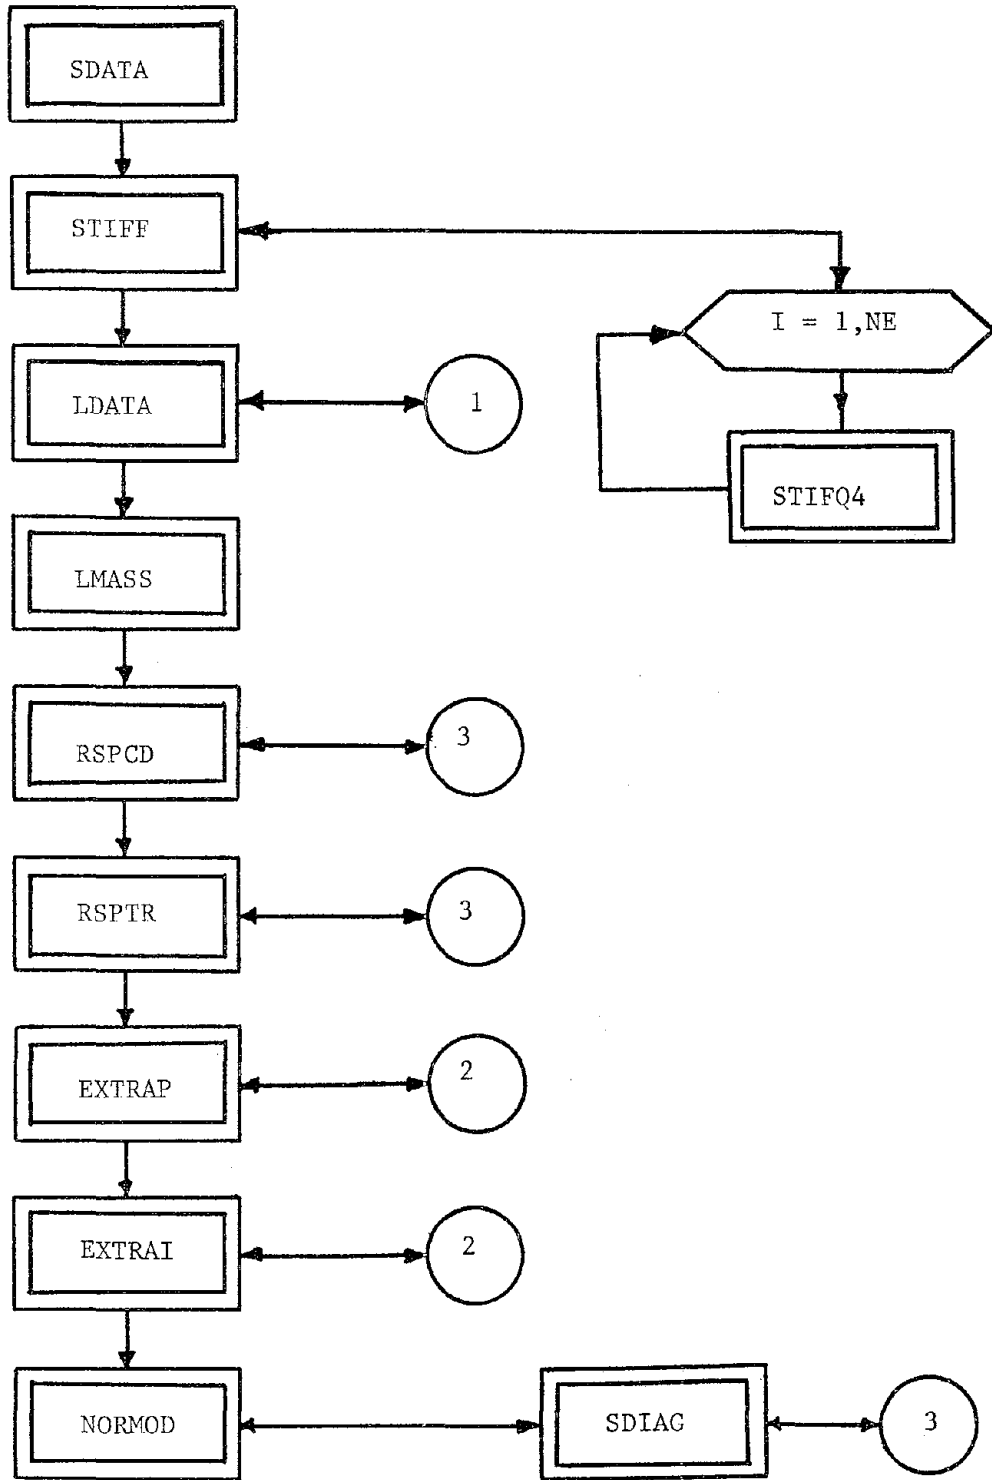 SDATA
STIFF
I = 1,NE
LDATA
1
STIFQ4
LMASS
RSPCD
3
RSPTR
3
EXTRAP
2
EXTRAI
2
NORMOD
SDIAG
3